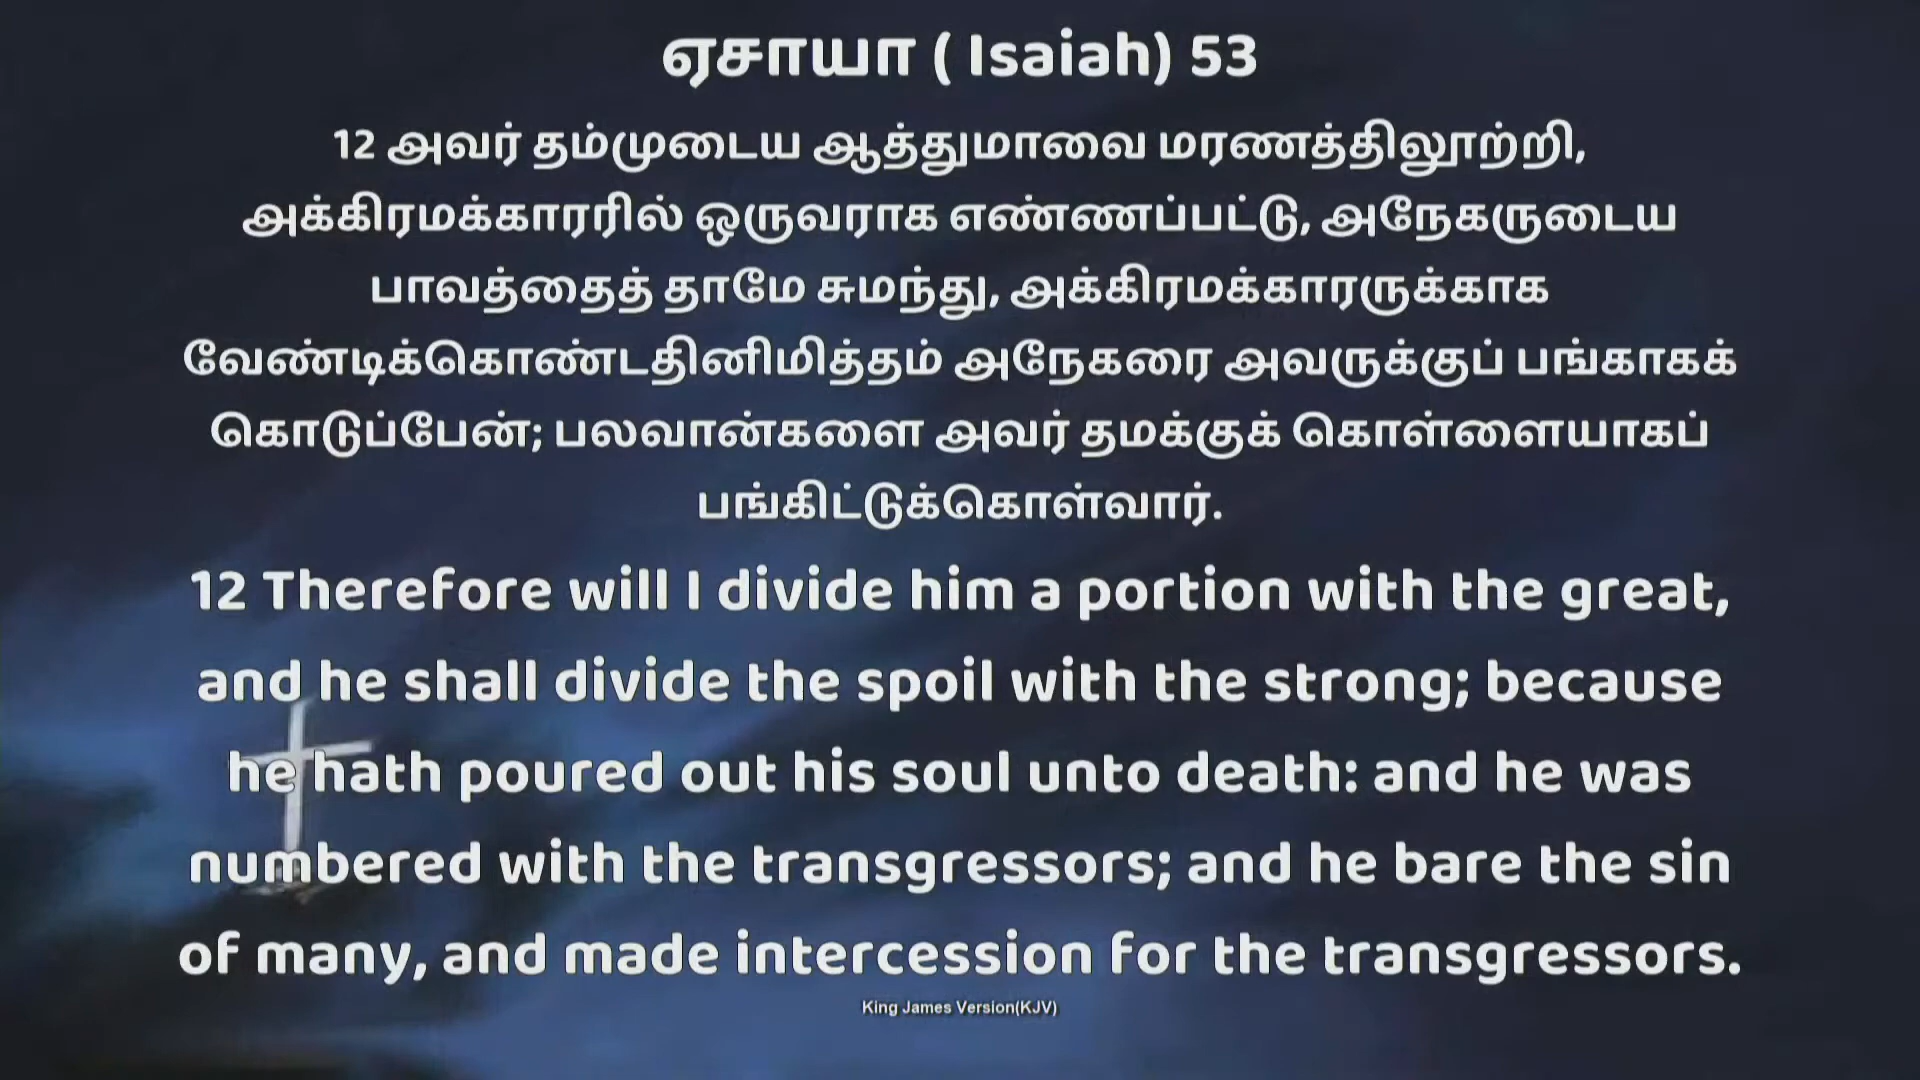 ஏசாயா ( Isaiah) 53
12 அவர் தம்முடைய ஆத்துமாவை மரணத்திலூற்றி,
அக்கிரமக்காரரில் ஒருவராக எண்ணப்பட்டு, அநேகருடைய
பாவத்தைத் தாமே சுமந்து, அக்கிரமக்காரருக்காக
வேண்டிக்கொண்டதினிமித்தம் அநேகரை அவருக்குப் பங்காகக்
கொடுப்பேன்; பலவான்களை அவர் தமக்குக் கொள்ளையாகப்
பங்கிட்டுக்கொள்வார்.
12 Therefore will I divide him a portion with the great,
and he shall divide the spoil with the strong; because
he hath poured out his soul unto death: and he was
numbered with the transgressors; and he bare the sin
of many, and made intercession for the transgressors.
King James Version(KJV)